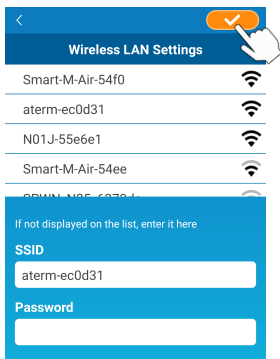 Wireless LAN Settings
Smart-M-Air-54f0
aterm-ec0d31
N01J-55e6e1
Smart-M-Air-54ee
If not displayed on the list, enter it here
SSID
aterm-ec0d31
Password